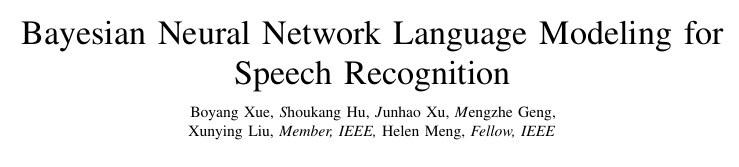 Bayesian Neural Network Language Modeling for
Speech Recognition
Boyang Xue, Shoukang Hu, Junhao Xu, Mengzhe Geng,
Xunying Liu, Member, IEEE, Helen Meng, Fellow, IEEE